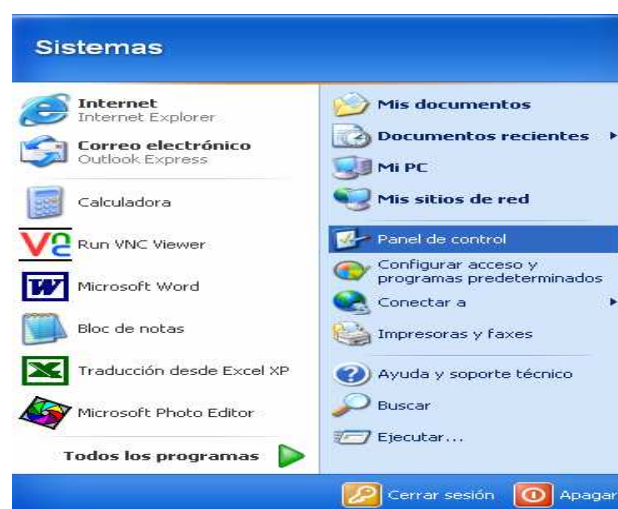 Sistemas
Internet
Internet Explorer
Correo electrónico
Outlook Express
Calculadora
Run VNC Viewer
Microsoft Word
Bloc de notas
Traducción desde Excel XP
Microsoft Photo Editor
Todos los programas
Mis documentos
Documentos recientes
Mi PC
Mis sitios de red
Panel de control
Configurar acceso y
programas predeterminados
Conectar a
Impresoras y faxes
Ayuda y soporte técnico
Buscar
Ejecutar...
Cerrar sesión
Apagar